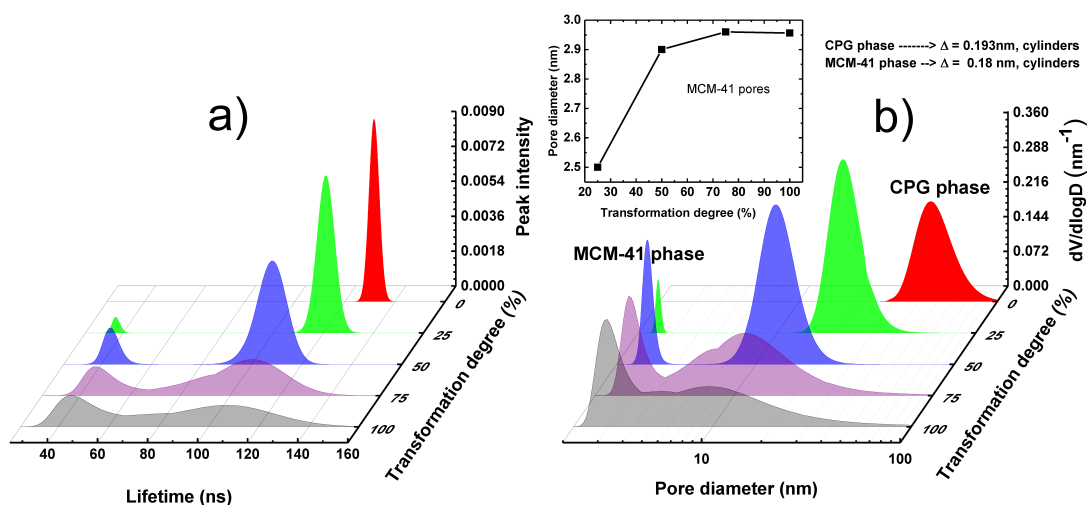 a)
0.0090
0.0072
0.0054
0.0036
0.0018
0.0000
Peak intensity
0
25
50
75
100
Transformation degree (%)
40 60 80 100 120 140 160
Lifetime (ns)
b)
3.0
2.9
2.8
2.7
2.6
2.5
Pore diameter (nm)
MCM-41 pores
20 30 40 50 60 70 80 90 100
Transformation degree (%)
CPG phase -------> Δ = 0.193nm, cylinders
MCM-41 phase --> Δ =  0.18 nm, cylinders
0.360
0.288
0.216
0.144
0.072
0.000
dV/dlogD (nm⁻¹)
CPG phase
MCM-41 phase
0
25
50
75
100
Transformation degree (%)
10 100
Pore diameter (nm)